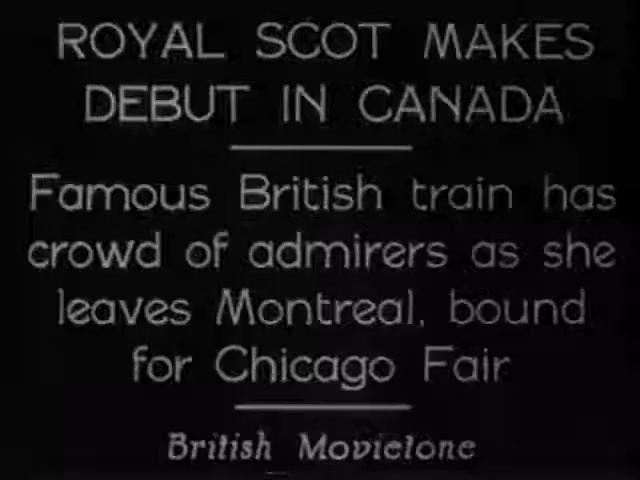 ROYAL SCOT MAKES
DEBUT IN CANADA
Famous British train has
crowd of admirers as she
leaves Montreal, bound
for Chicago Fair
British Movietone